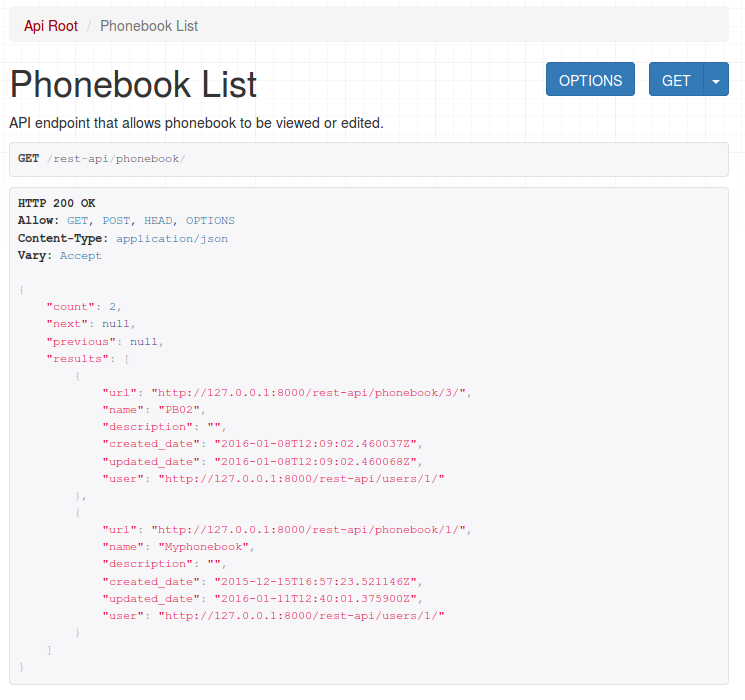 Api Root / Phonebook List
Phonebook List
OPTIONS
GET
API endpoint that allows phonebook to be viewed or edited.
GET /rest-api/phonebook/
HTTP 200 OK
Allow: GET, POST, HEAD, OPTIONS
Content-Type: application/json
Vary: Accept
{
    "count": 2,
    "next": null,
    "previous": null,
    "results": [
        {
            "url": "http://127.0.0.1:8000/rest-api/phonebook/3/",
            "name": "PB02",
            "description": "",
            "created_date": "2016-01-08T12:09:02.460037Z",
            "updated_date": "2016-01-08T12:09:02.460068Z",
            "user": "http://127.0.0.1:8000/rest-api/users/1/"
        },
        {
            "url": "http://127.0.0.1:8000/rest-api/phonebook/1/",
            "name": "Myphonebook",
            "description": "",
            "created_date": "2015-12-15T16:57:23.521146Z",
            "updated_date": "2016-01-11T12:40:01.375900Z",
            "user": "http://127.0.0.1:8000/rest-api/users/1/"
        }
    ]
}